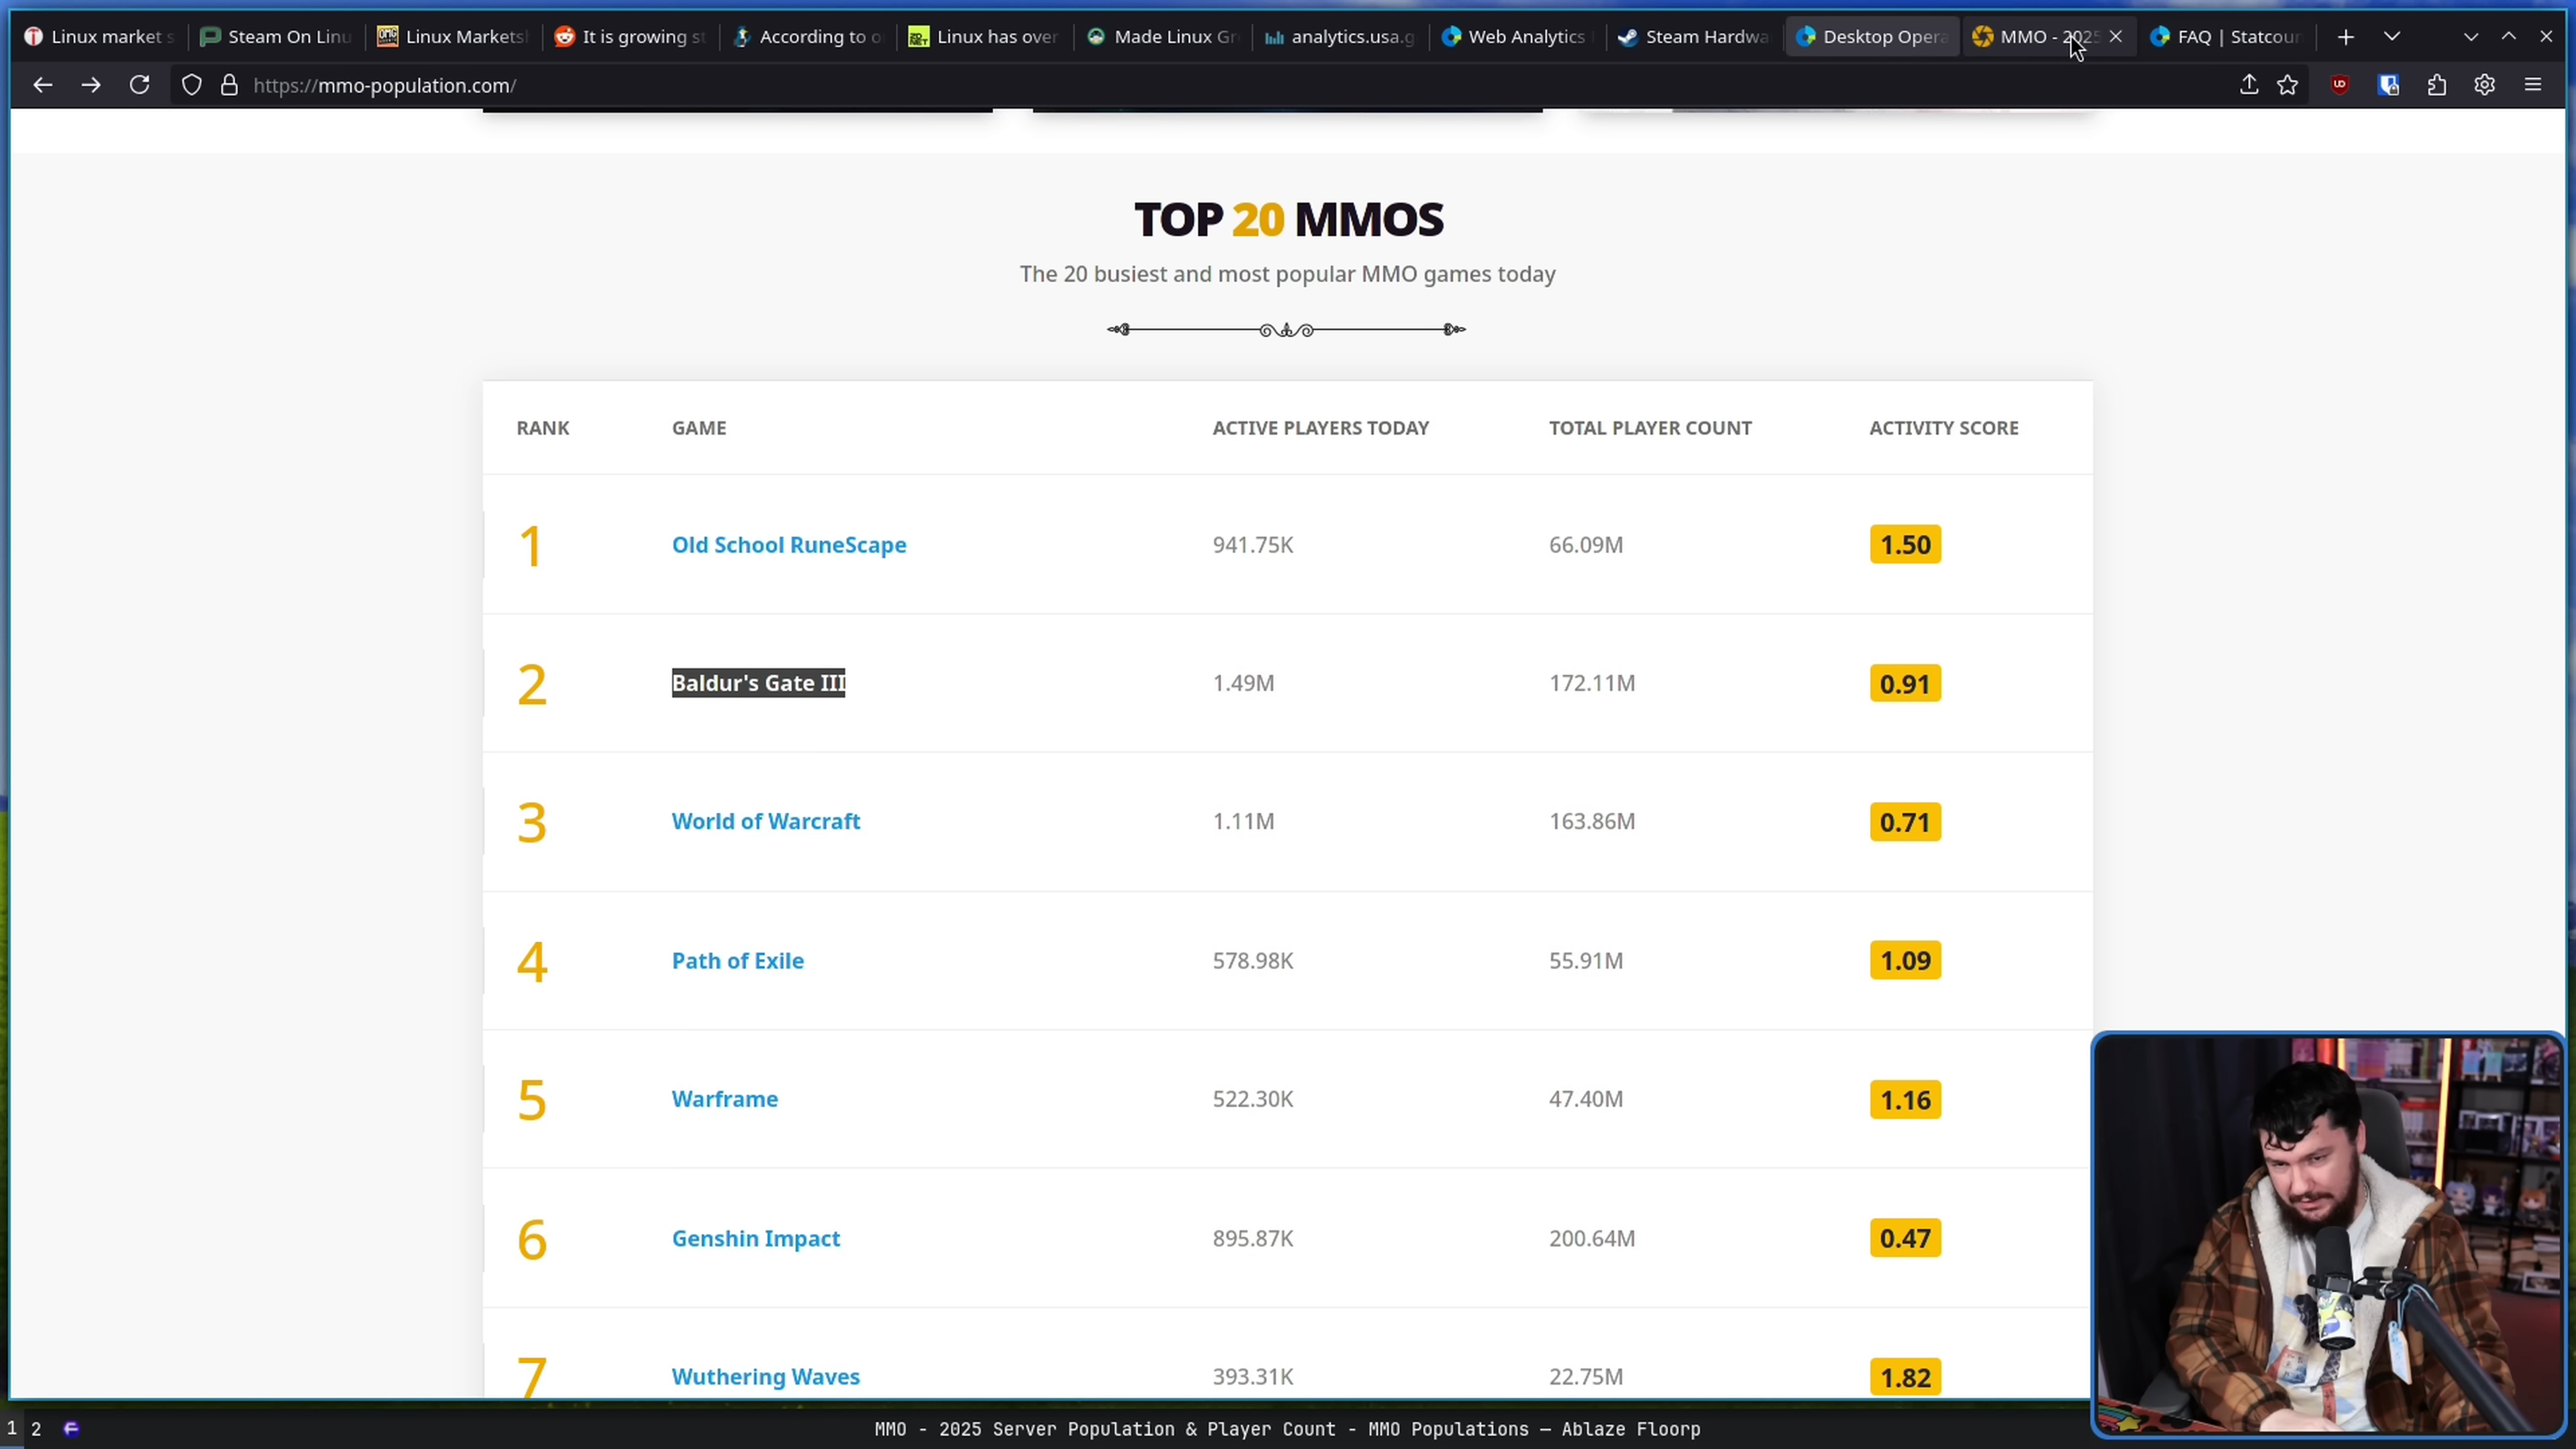 Linux market s
Steam On Linu
Linux Marketsh
It is growing st
According to o
Linux has over
Made Linux Gr
analytics.usa.g
Web Analytics
Steam Hardwa
Desktop Opera
MMO - 2025
FAQ | Statcoun
https://mmo-population.com/
TOP 20 MMOS
The 20 busiest and most popular MMO games today
RANK GAME ACTIVE PLAYERS TODAY TOTAL PLAYER COUNT ACTIVITY SCORE
1 Old School RuneScape 941.75K 66.09M 1.50
2 Baldur's Gate III 1.49M 172.11M 0.91
3 World of Warcraft 1.11M 163.86M 0.71
4 Path of Exile 578.98K 55.91M 1.09
5 Warframe 522.30K 47.40M 1.16
6 Genshin Impact 895.87K 200.64M 0.47
7 Wuthering Waves 393.31K 22.75M 1.82
1 2 MMO - 2025 Server Population & Player Count - MMO Populations — Ablaze Floorp